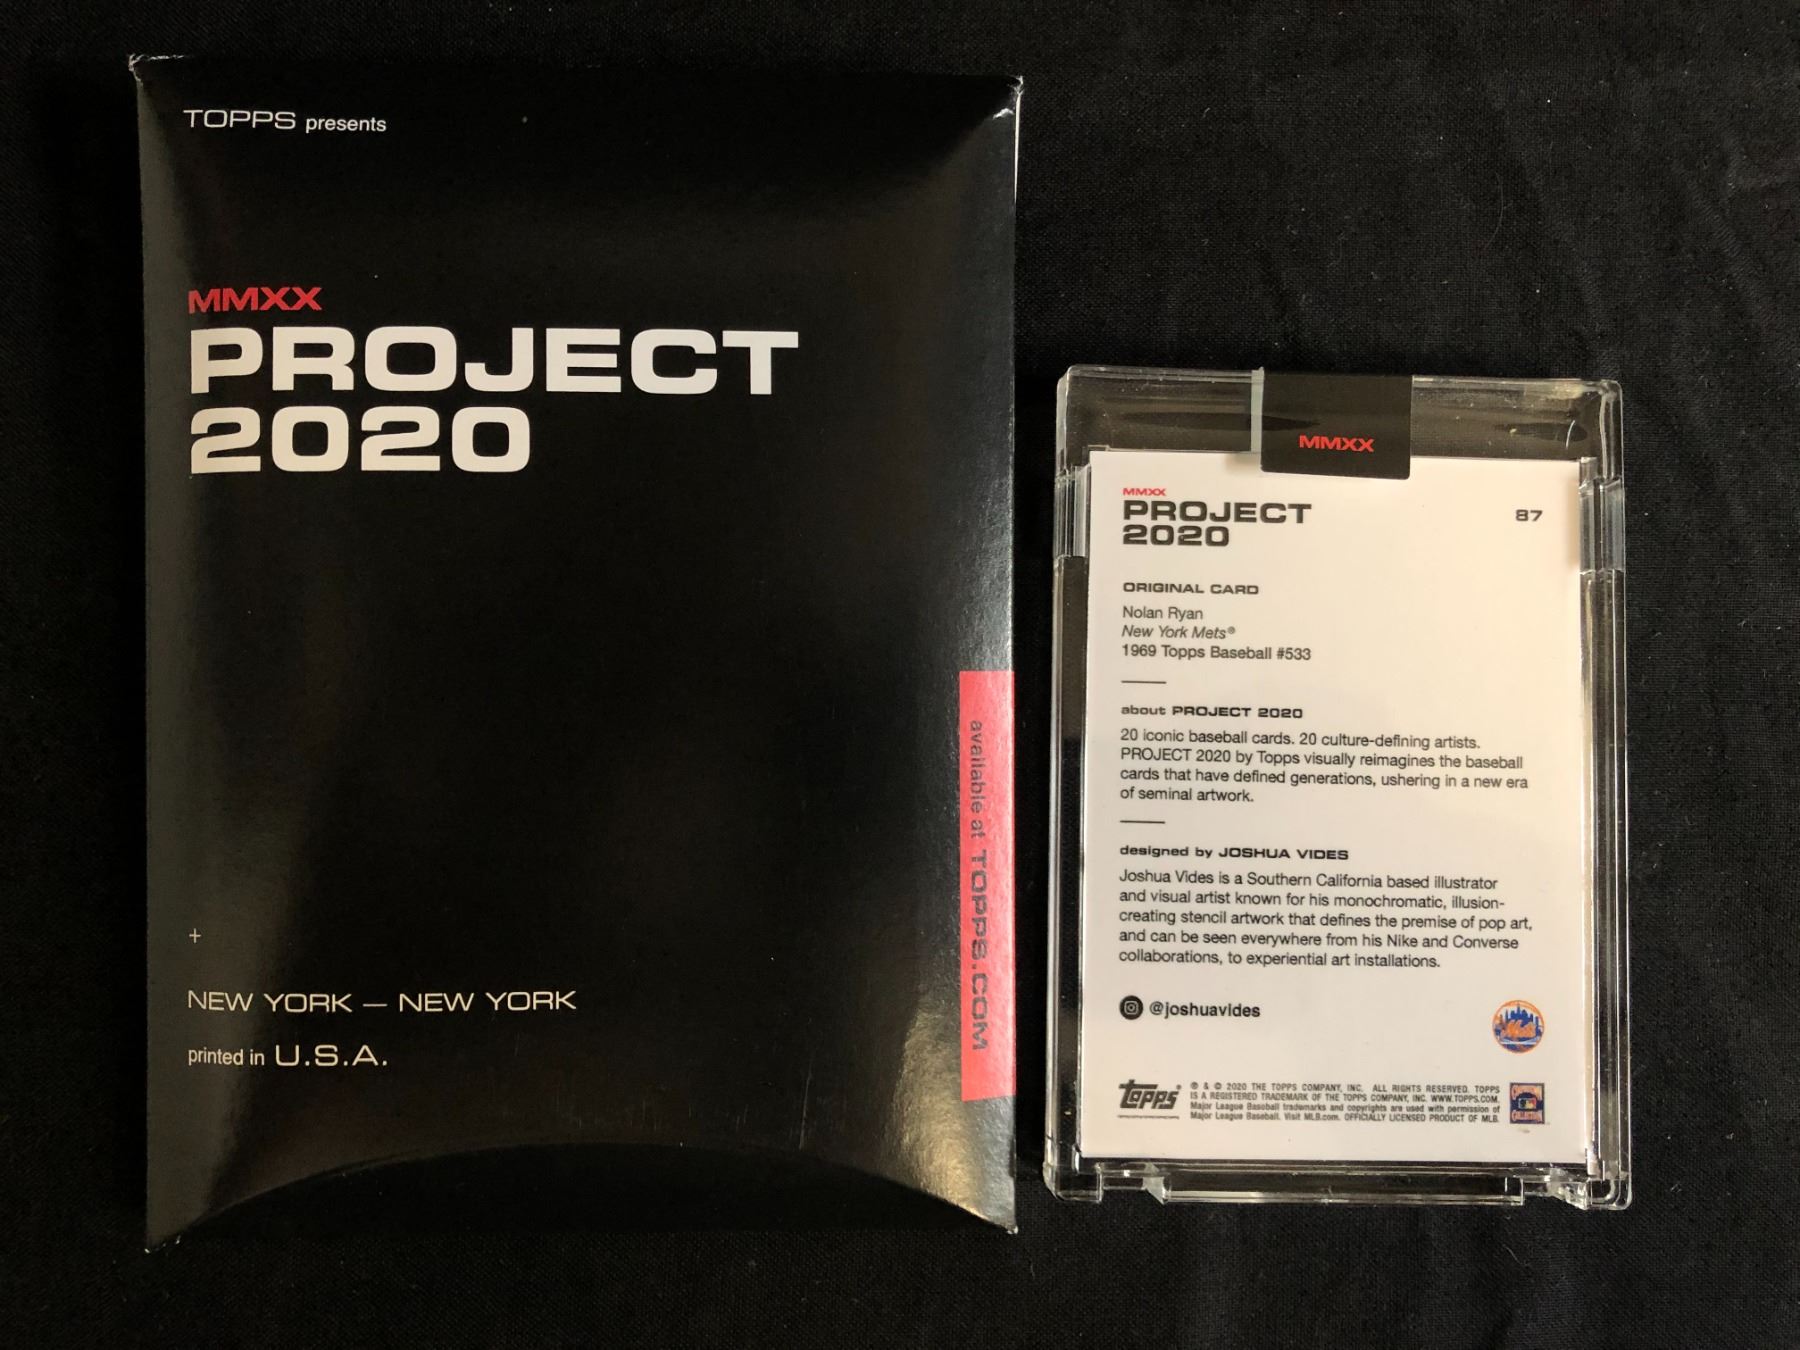 TOPPS presents
MMXX
PROJECT
2020
+
NEW YORK — NEW YORK
printed in U.S.A.
available at TOPPS.COM
MMXX
MMXX
PROJECT
2020
87
ORIGINAL CARD
Nolan Ryan
New York Mets®
1969 Topps Baseball #533
about PROJECT 2020
20 iconic baseball cards. 20 culture-defining artists.
PROJECT 2020 by Topps visually reimagines the baseball
cards that have defined generations, ushering in a new era
of seminal artwork.
designed by JOSHUA VIDES
Joshua Vides is a Southern California based illustrator
and visual artist known for his monochromatic, illusion-
creating stencil artwork that defines the premise of pop art,
and can be seen everywhere from his Nike and Converse
collaborations, to experiential art installations.
@joshuavides
Mets
Topps
® & © 2020 THE TOPPS COMPANY, INC. ALL RIGHTS RESERVED. TOPPS
IS A REGISTERED TRADEMARK OF THE TOPPS COMPANY, INC. WWW.TOPPS.COM.
Major League Baseball trademarks and copyrights are used with permission of
Major League Baseball. Visit MLB.com. OFFICIALLY LICENSED PRODUCT OF MLB.